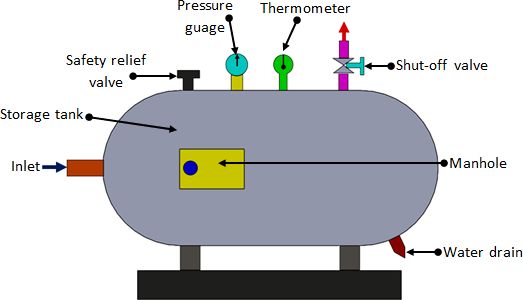 Pressure
guage
Thermometer
Safety relief
valve
Shut-off valve
Storage tank
Inlet
Manhole
Water drain